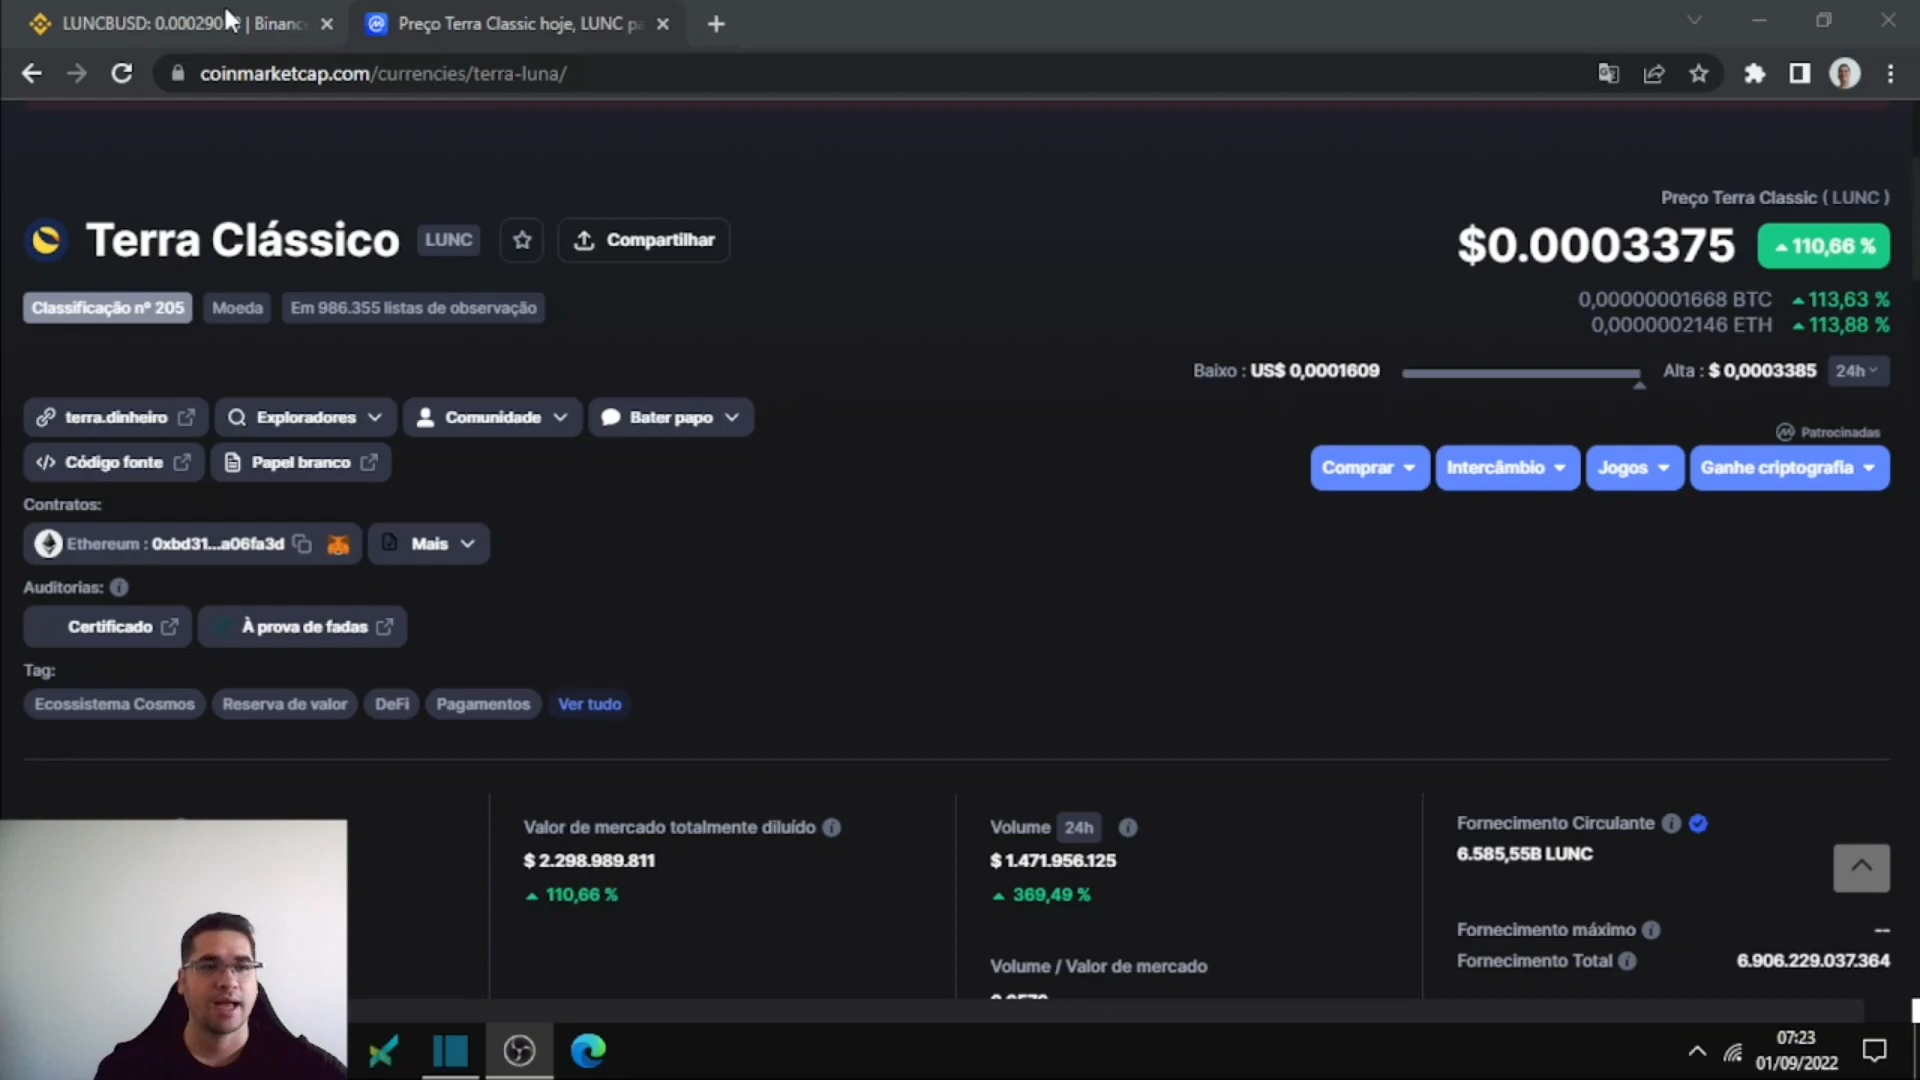 LUNCBUSD: 0.000290 | Binanc
Preço Terra Classic hoje, LUNC pa
coinmarketcap.com/currencies/terra-luna/
Preço Terra Classic ( LUNC )
Terra Clássico
LUNC
Compartilhar
$0.0003375
110,66 %
Classificação nº 205
Moeda
Em 986.355 listas de observação
0,00000001668 BTC 113,63 %
0,0000002146 ETH 113,88 %
Baixo : US$ 0,0001609
Alta : $ 0,0003385
24h
terra.dinheiro
Exploradores
Comunidade
Bater papo
Patrocinadas
Código fonte
Papel branco
Comprar
Intercâmbio
Jogos
Ganhe criptografia
Contratos:
Ethereum : 0xbd31...a06fa3d
Mais
Auditorias:
Certificado
À prova de fadas
Tag:
Ecossistema Cosmos
Reserva de valor
DeFi
Pagamentos
Ver tudo
Valor de mercado totalmente diluído
$ 2.298.989.811
110,66 %
Volume 24h
$ 1.471.956.125
369,49 %
Volume / Valor de mercado
Fornecimento Circulante
6.585,55B LUNC
Fornecimento máximo --
Fornecimento Total 6.906.229.037.364
07:23
01/09/2022